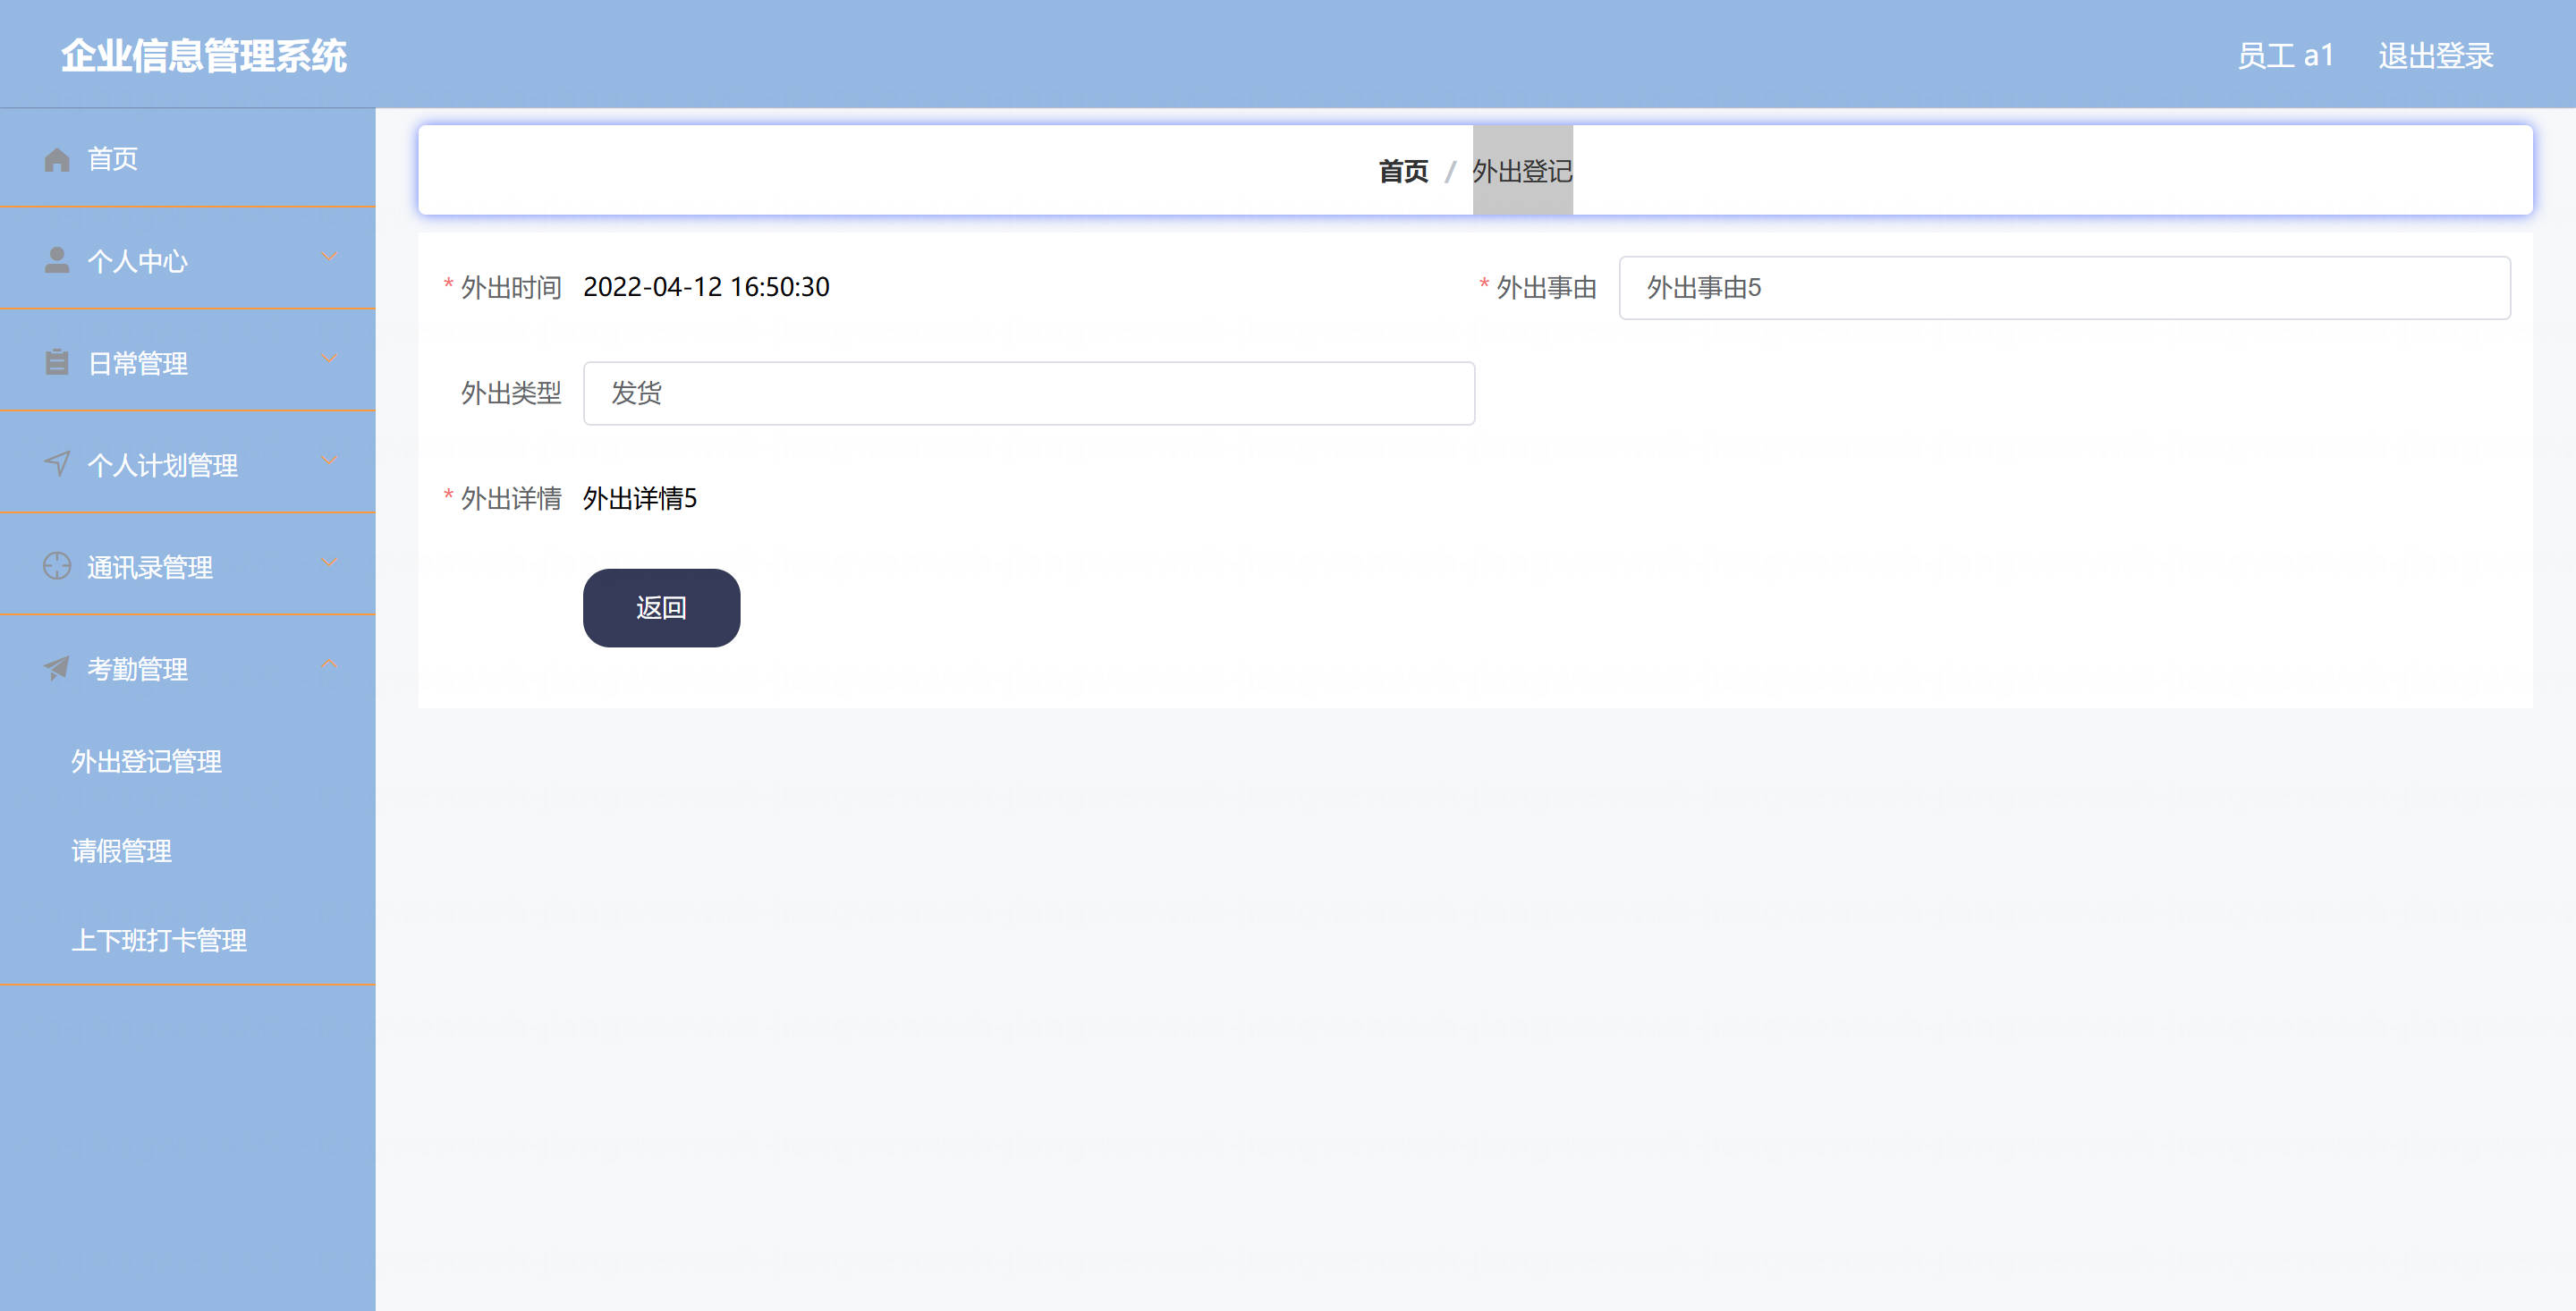 企业信息管理系统
员工 a1 退出登录
首页
个人中心
日常管理
个人计划管理
通讯录管理
考勤管理
外出登记管理
请假管理
上下班打卡管理
首页 / 外出登记
* 外出时间 2022-04-12 16:50:30
* 外出事由 外出事由5
外出类型 发货
* 外出详情 外出详情5
返回